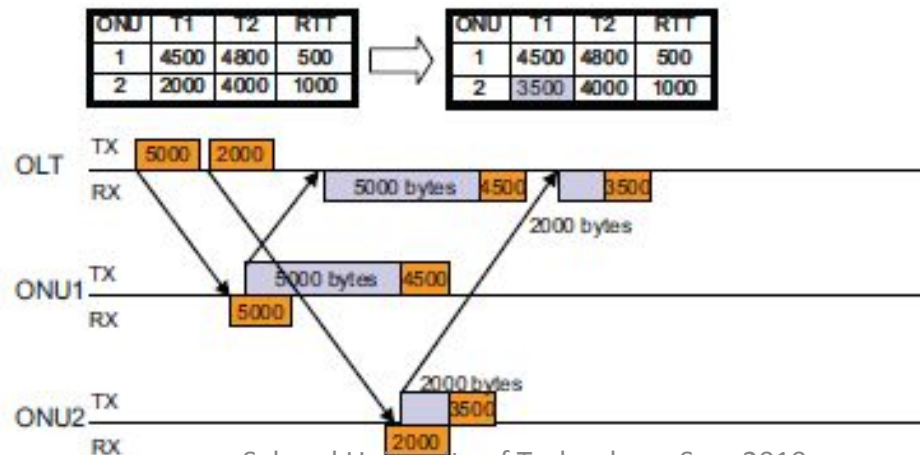 ONU T1 T2 RTT
1 4500 4800 500
2 2000 4000 1000
ONU T1 T2 RTT
1 4500 4800 500
2 3500 4000 1000
OLT
TX
5000
2000
RX
5000 bytes
4500
3500
2000 bytes
ONU1
TX
5000 bytes
4500
RX
5000
ONU2
TX
2000 bytes
3500
RX
2000
2010